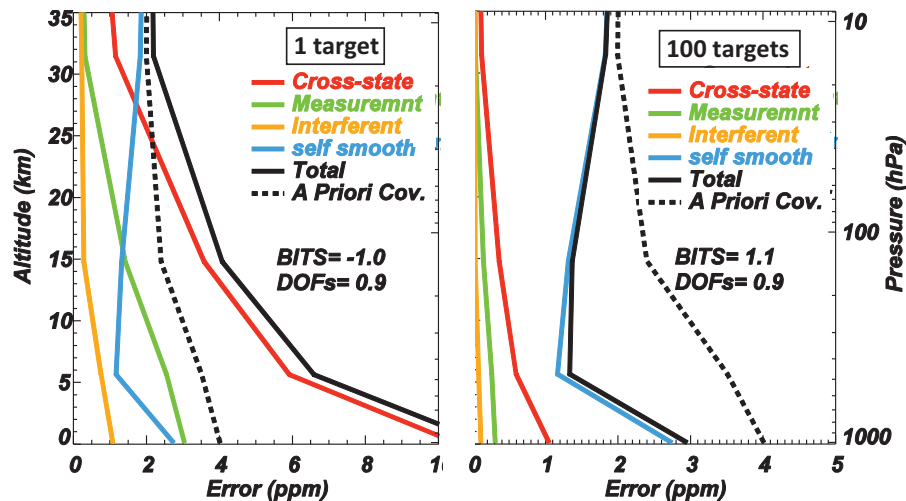 35
30
25
20
15
10
5
0
Altitude (km)
1 target
Cross-state
Measuremnt
Interferent
self smooth
Total
A Priori Cov.
BITS= -1.0
DOFs= 0.9
0
2
4
6
8
10
Error (ppm)
100 targets
Cross-state
Measuremnt
Interferent
self smooth
Total
A Priori Cov.
BITS= 1.1
DOFs= 0.9
0
1
2
3
4
5
Error (ppm)
10
100
1000
Pressure (hPa)